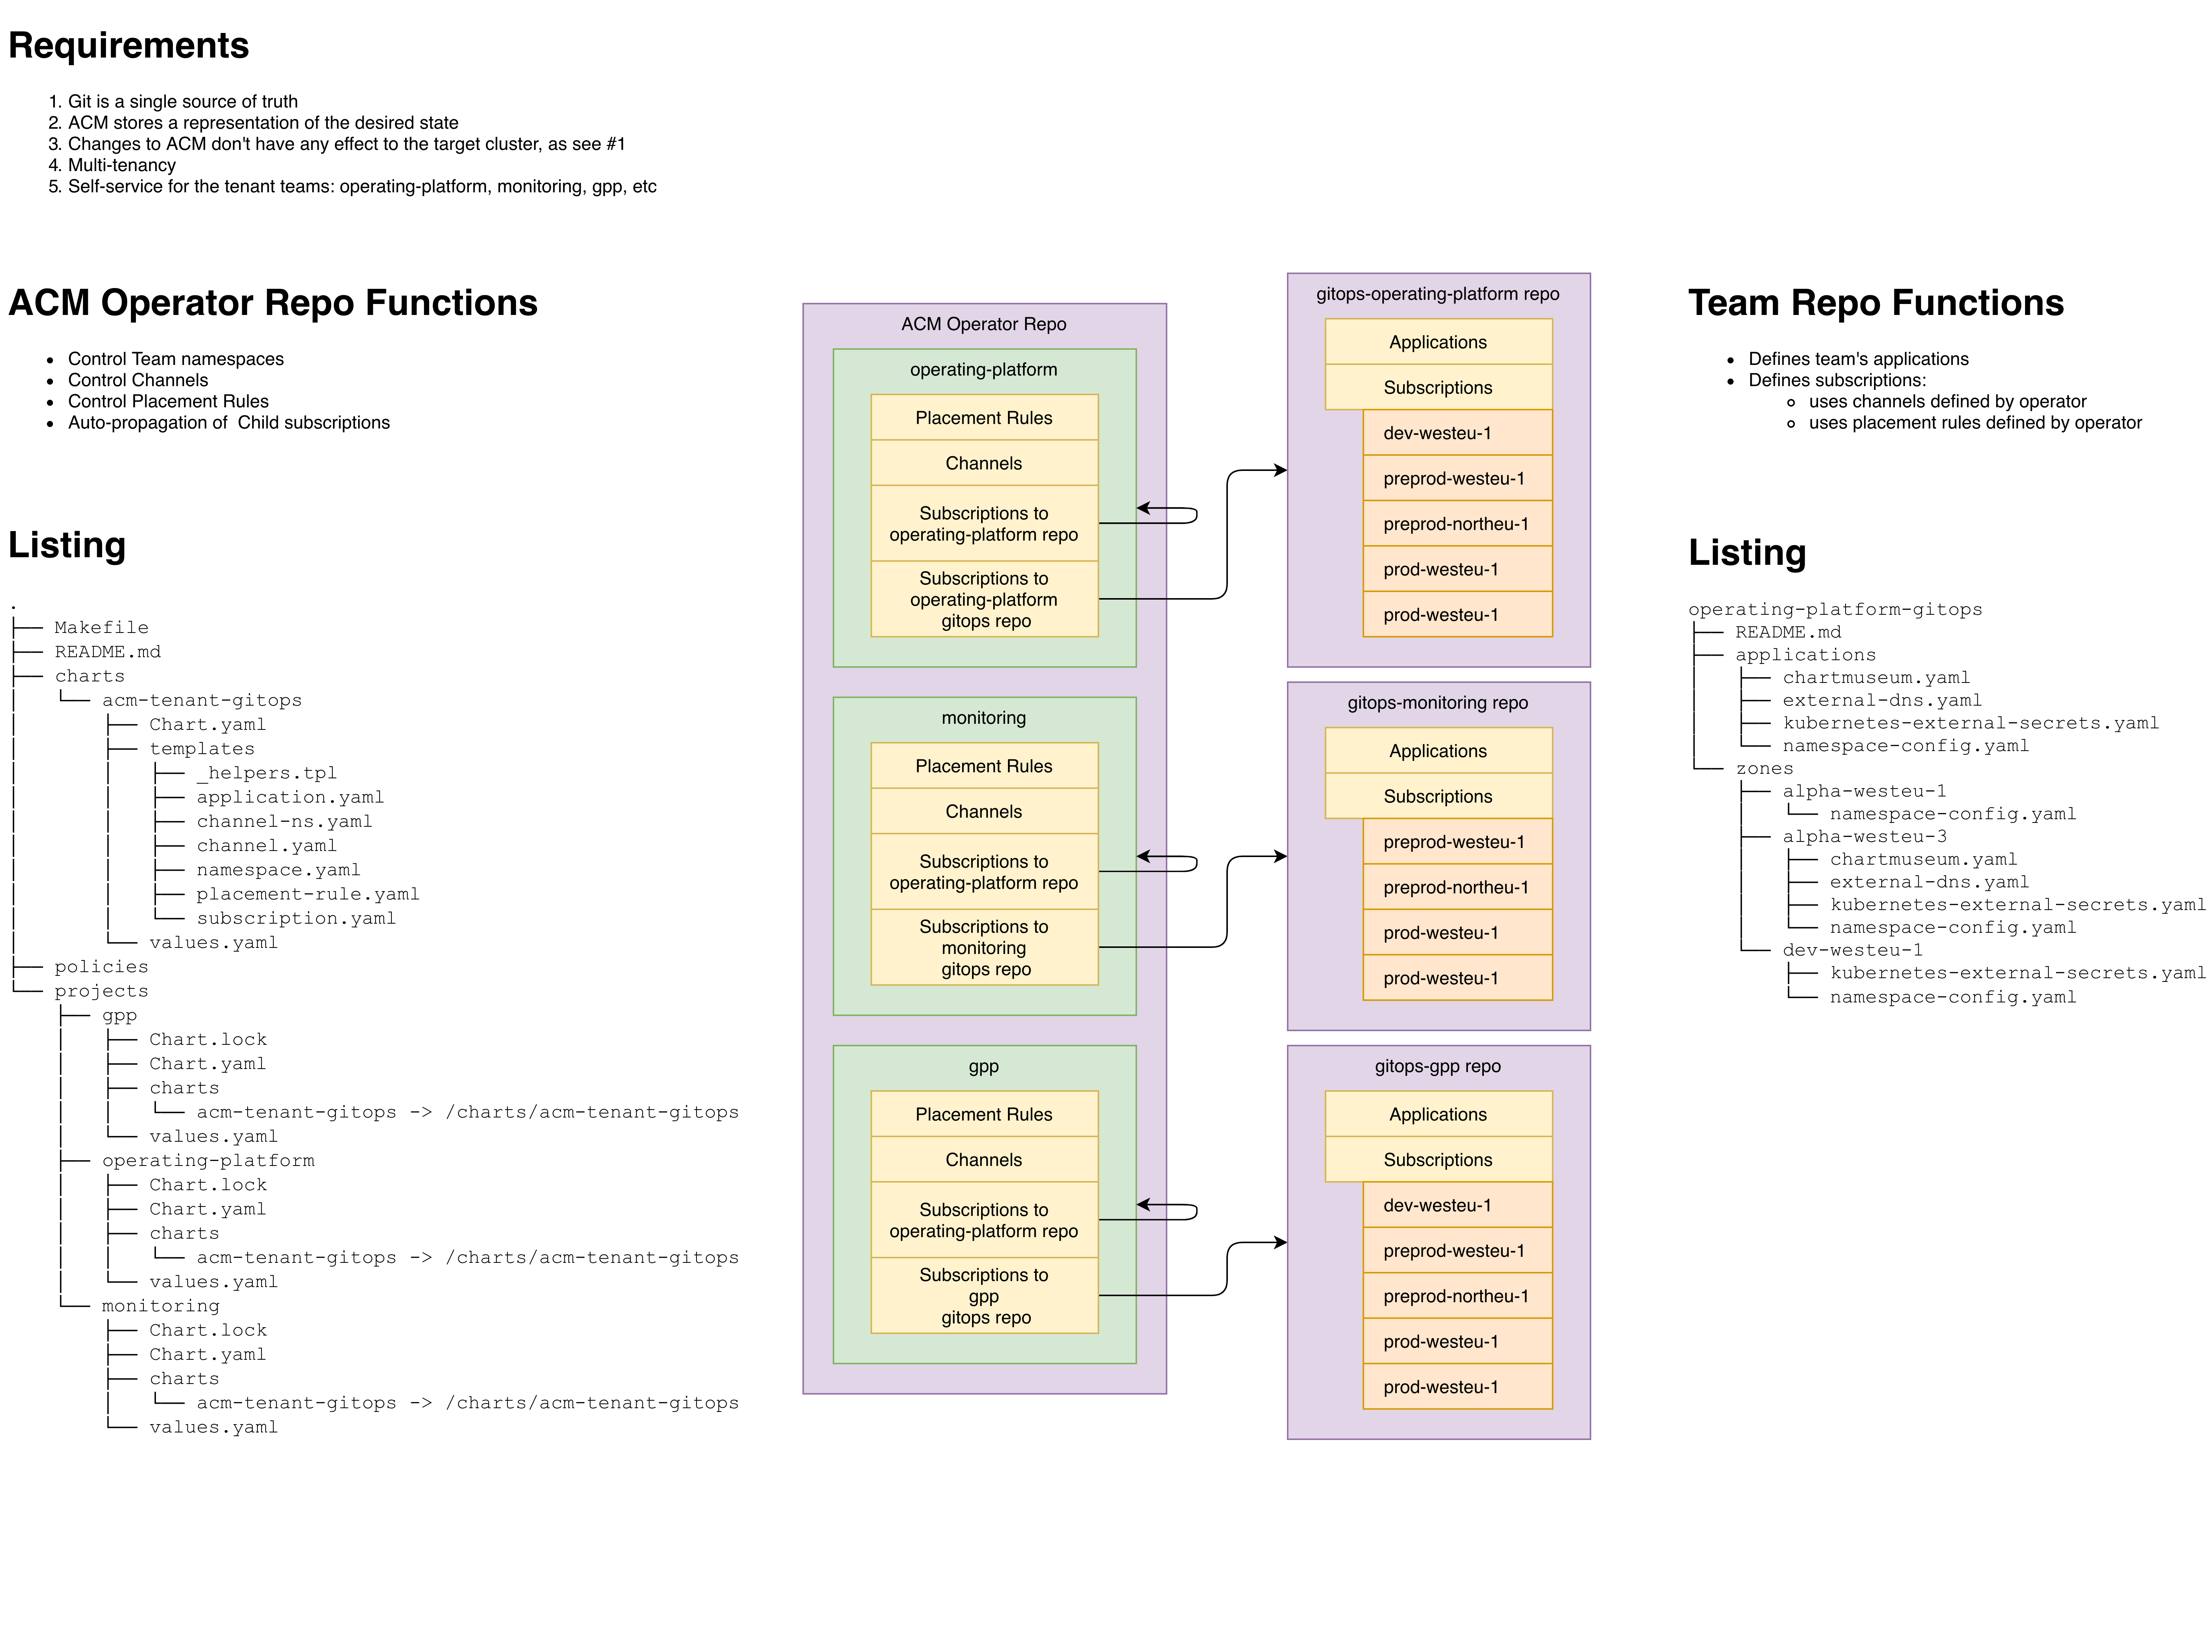 Requirements
1. Git is a single source of truth
2. ACM stores a representation of the desired state
3. Changes to ACM don't have any effect to the target cluster, as see #1
4. Multi-tenancy
5. Self-service for the tenant teams: operating-platform, monitoring, gpp, etc
ACM Operator Repo Functions
• Control Team namespaces
• Control Channels
• Control Placement Rules
• Auto-propagation of  Child subscriptions
Listing
.
├── Makefile
├── README.md
├── charts
│   └── acm-tenant-gitops
│       ├── Chart.yaml
│       ├── templates
│       │   ├── _helpers.tpl
│       │   ├── application.yaml
│       │   ├── channel-ns.yaml
│       │   ├── channel.yaml
│       │   ├── namespace.yaml
│       │   ├── placement-rule.yaml
│       │   └── subscription.yaml
│       └── values.yaml
├── policies
└── projects
    ├── gpp
    │   ├── Chart.lock
    │   ├── Chart.yaml
    │   ├── charts
    │   │   └── acm-tenant-gitops -> /charts/acm-tenant-gitops
    │   └── values.yaml
    ├── operating-platform
    │   ├── Chart.lock
    │   ├── Chart.yaml
    │   ├── charts
    │   │   └── acm-tenant-gitops -> /charts/acm-tenant-gitops
    │   └── values.yaml
    └── monitoring
        ├── Chart.lock
        ├── Chart.yaml
        ├── charts
        │   └── acm-tenant-gitops -> /charts/acm-tenant-gitops
        └── values.yaml
ACM Operator Repo
operating-platform
Placement Rules
Channels
Subscriptions to
operating-platform repo
Subscriptions to
operating-platform
gitops repo
monitoring
Placement Rules
Channels
Subscriptions to
operating-platform repo
Subscriptions to
monitoring
gitops repo
gpp
Placement Rules
Channels
Subscriptions to
operating-platform repo
Subscriptions to
gpp
gitops repo
gitops-operating-platform repo
Applications
Subscriptions
dev-westeu-1
preprod-westeu-1
preprod-northeu-1
prod-westeu-1
prod-westeu-1
gitops-monitoring repo
Applications
Subscriptions
preprod-westeu-1
preprod-northeu-1
prod-westeu-1
prod-westeu-1
gitops-gpp repo
Applications
Subscriptions
dev-westeu-1
preprod-westeu-1
preprod-northeu-1
prod-westeu-1
prod-westeu-1
Team Repo Functions
• Defines team's applications
• Defines subscriptions:
◦ uses channels defined by operator
◦ uses placement rules defined by operator
Listing
operating-platform-gitops
├── README.md
├── applications
│   ├── chartmuseum.yaml
│   ├── external-dns.yaml
│   ├── kubernetes-external-secrets.yaml
│   └── namespace-config.yaml
└── zones
    ├── alpha-westeu-1
    │   └── namespace-config.yaml
    ├── alpha-westeu-3
    │   ├── chartmuseum.yaml
    │   ├── external-dns.yaml
    │   ├── kubernetes-external-secrets.yaml
    │   └── namespace-config.yaml
    └── dev-westeu-1
        ├── kubernetes-external-secrets.yaml
        └── namespace-config.yaml